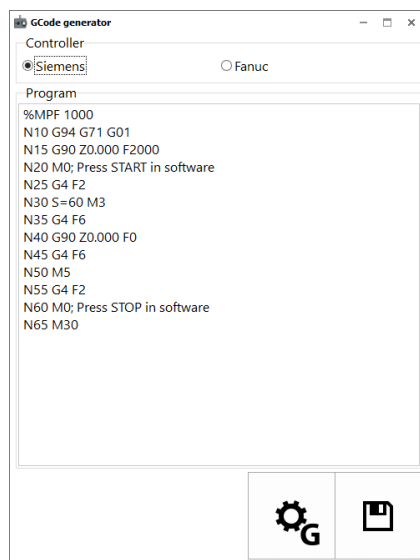 GCode generator
Controller
Siemens
Fanuc
Program
%MPF 1000
N10 G94 G71 G01
N15 G90 Z0.000 F2000
N20 M0; Press START in software
N25 G4 F2
N30 S=60 M3
N35 G4 F6
N40 G90 Z0.000 F0
N45 G4 F6
N50 M5
N55 G4 F2
N60 M0; Press STOP in software
N65 M30
G